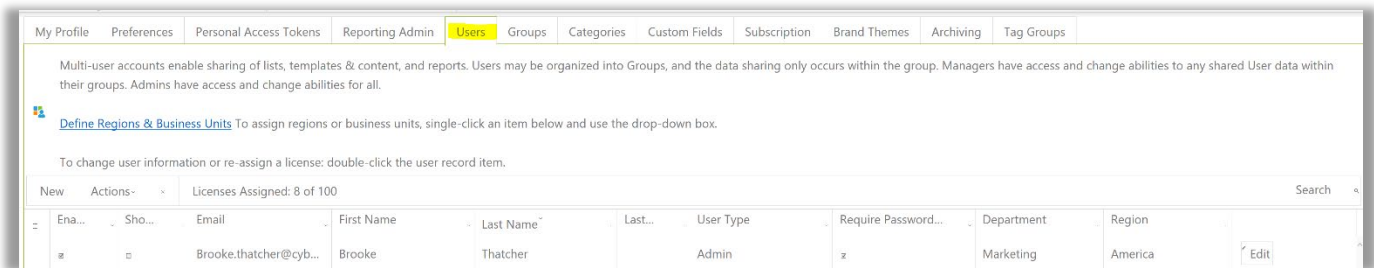 My Profile Preferences Personal Access Tokens Reporting Admin Users Groups Categories Custom Fields Subscription Brand Themes Archiving Tag Groups
Multi-user accounts enable sharing of lists, templates & content, and reports. Users may be organized into Groups, and the data sharing only occurs within the group. Managers have access and change abilities to any shared User data within
their groups. Admins have access and change abilities for all.
Define Regions & Business Units To assign regions or business units, single-click an item below and use the drop-down box.
To change user information or re-assign a license: double-click the user record item.
New Actions Licenses Assigned: 8 of 100 Search
Ena... Sho... Email First Name Last Name Last... User Type Require Password... Department Region
Brooke.thatcher@cyb... Brooke Thatcher Admin Marketing America Edit